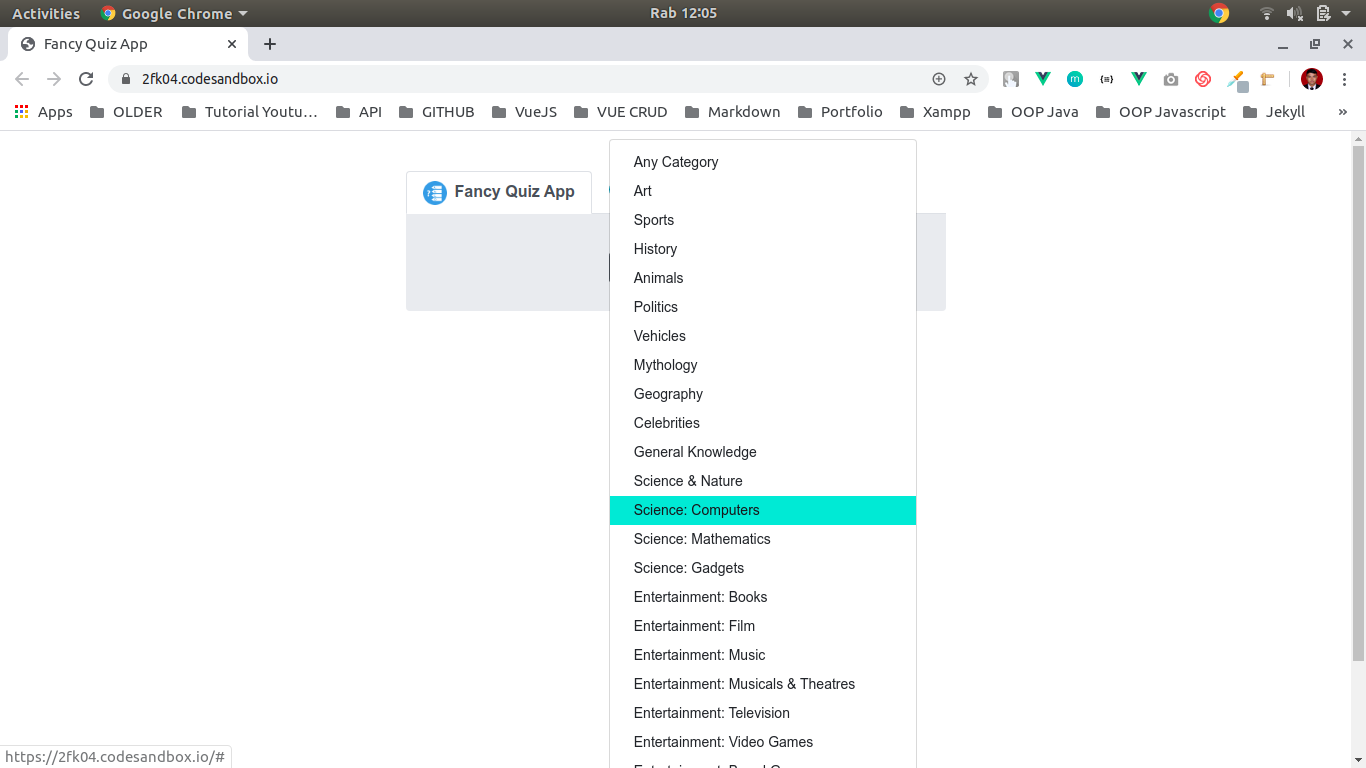 Activities Google Chrome Rab 12:05
Fancy Quiz App
2fk04.codesandbox.io
Apps OLDER Tutorial Youtu… API GITHUB VueJS VUE CRUD Markdown Portfolio Xampp OOP Java OOP Javascript Jekyll »
Fancy Quiz App
Any Category
Art
Sports
History
Animals
Politics
Vehicles
Mythology
Geography
Celebrities
General Knowledge
Science & Nature
Science: Computers
Science: Mathematics
Science: Gadgets
Entertainment: Books
Entertainment: Film
Entertainment: Music
Entertainment: Musicals & Theatres
Entertainment: Television
Entertainment: Video Games
https://2fk04.codesandbox.io/#